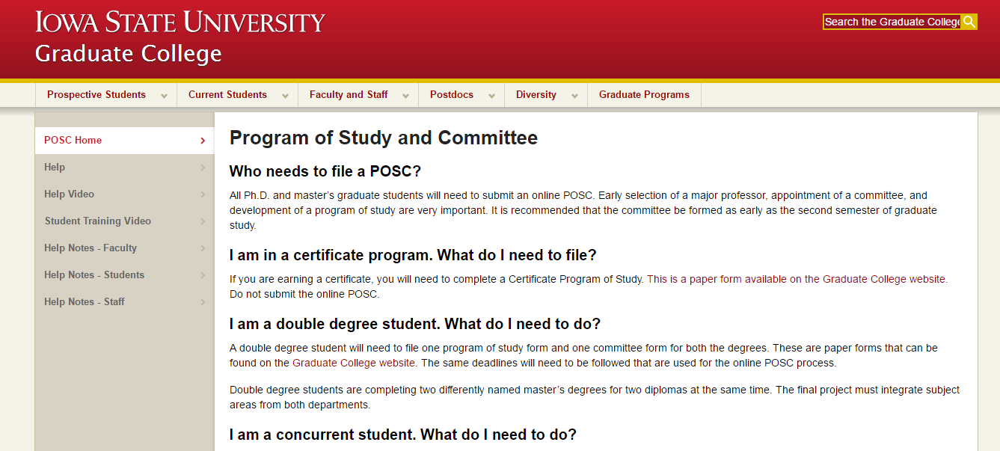 IOWA STATE UNIVERSITY
Graduate College
Search the Graduate College
Prospective Students
Current Students
Faculty and Staff
Postdocs
Diversity
Graduate Programs
POSC Home
Help
Help Video
Student Training Video
Help Notes - Faculty
Help Notes - Students
Help Notes - Staff
Program of Study and Committee
Who needs to file a POSC?
All Ph.D. and master’s graduate students will need to submit an online POSC. Early selection of a major professor, appointment of a committee, and
development of a program of study are very important. It is recommended that the committee be formed as early as the second semester of graduate
study.
I am in a certificate program. What do I need to file?
If you are earning a certificate, you will need to complete a Certificate Program of Study. This is a paper form available on the Graduate College website.
Do not submit the online POSC.
I am a double degree student. What do I need to do?
A double degree student will need to file one program of study form and one committee form for both the degrees. These are paper forms that can be
found on the Graduate College website. The same deadlines will need to be followed that are used for the online POSC process.
Double degree students are completing two differently named master’s degrees for two diplomas at the same time. The final project must integrate subject
areas from both departments.
I am a concurrent student. What do I need to do?